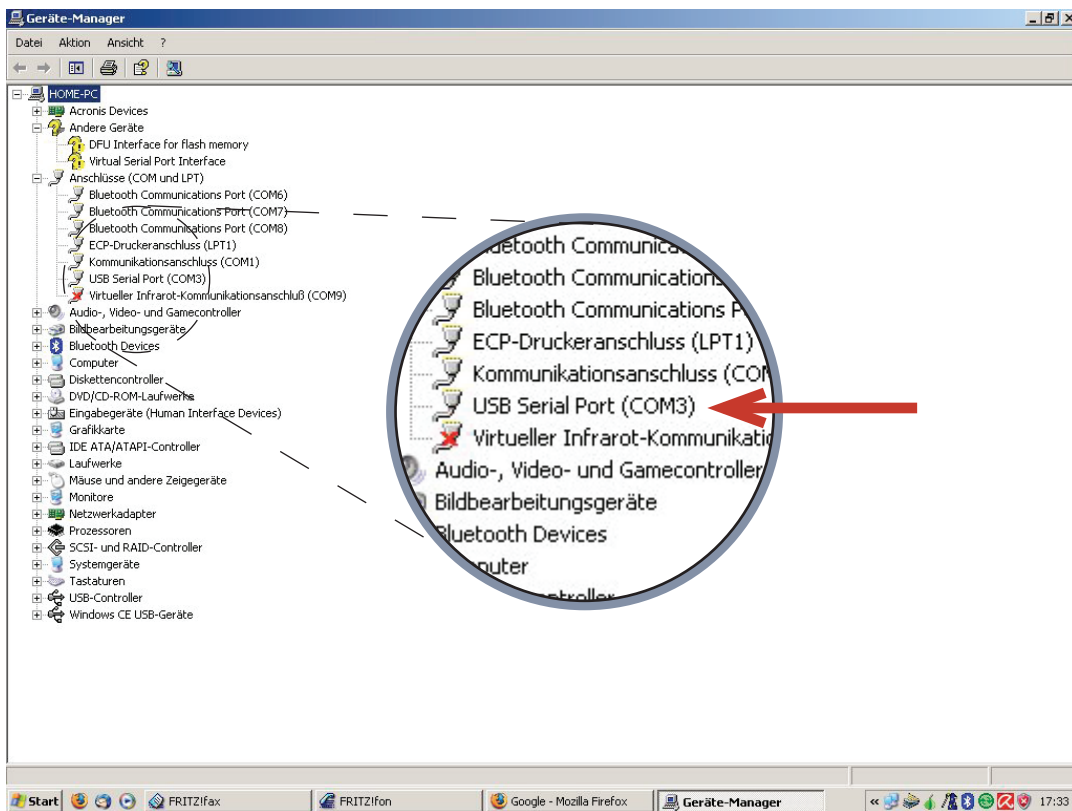 Geräte-Manager
Datei Aktion Ansicht ?
HOME-PC
Acronis Devices
Andere Geräte
DFU Interface for flash memory
Virtual Serial Port Interface
Anschlüsse (COM und LPT)
Bluetooth Communications Port (COM6)
Bluetooth Communications Port (COM7)
Bluetooth Communications Port (COM8)
ECP-Druckeranschluss (LPT1)
Kommunikationsanschluss (COM1)
USB Serial Port (COM3)
Virtueller Infrarot-Kommunikationsanschluß (COM9)
Audio-, Video- und Gamecontroller
Bildbearbeitungsgeräte
Bluetooth Devices
Computer
Diskettencontroller
DVD/CD-ROM-Laufwerke
Eingabegeräte (Human Interface Devices)
Grafikkarte
IDE ATA/ATAPI-Controller
Laufwerke
Mäuse und andere Zeigegeräte
Monitore
Netzwerkadapter
Prozessoren
SCSI- und RAID-Controller
Systemgeräte
Tastaturen
USB-Controller
Windows CE USB-Geräte
uetooth Communica
Bluetooth Communications
Bluetooth Communications P
ECP-Druckeranschluss (LPT1)
Kommunikationsanschluss (COM
USB Serial Port (COM3)
Virtueller Infrarot-Kommunikatio
Audio-, Video- und Gamecontroller
Bildbearbeitungsgeräte
Bluetooth Devices
puter
ntroller
Start FRITZ!fax FRITZ!fon Google - Mozilla Firefox Geräte-Manager « 17:33